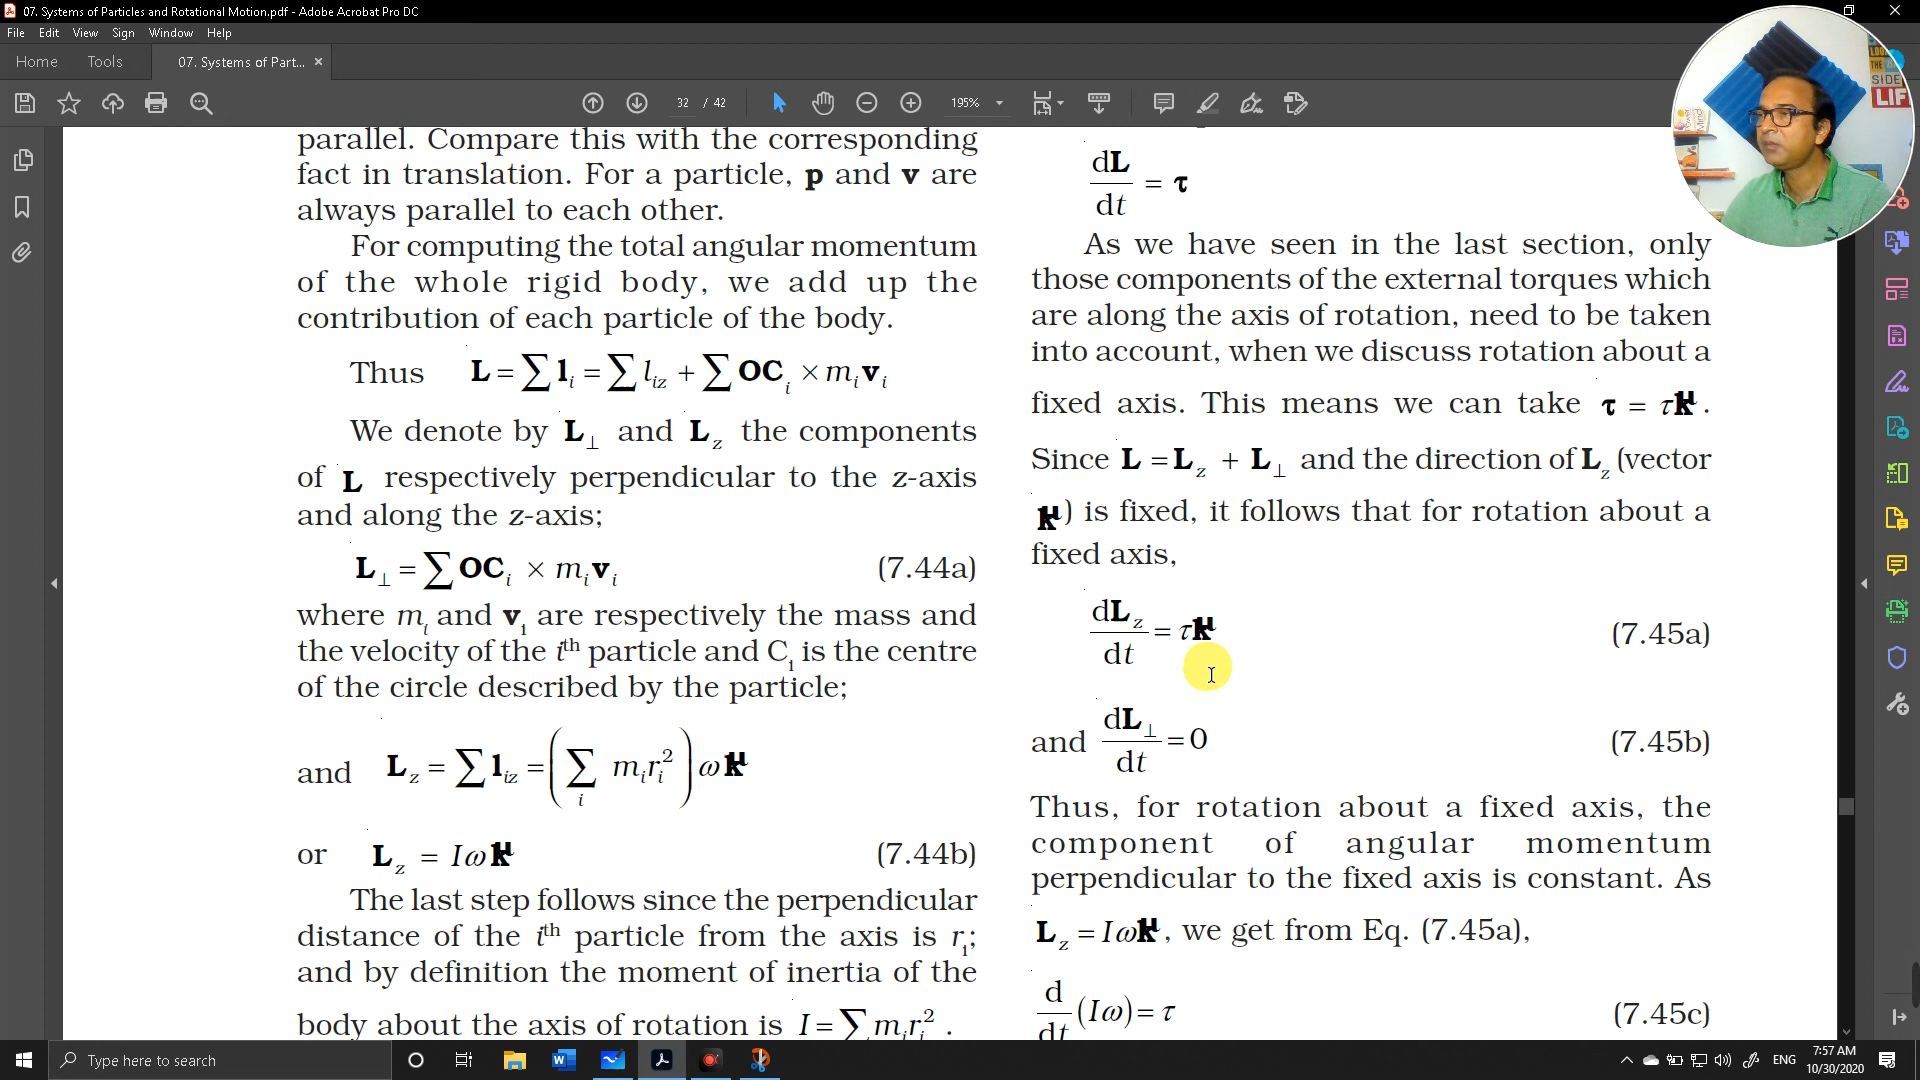 07. Systems of Particles and Rotational Motion.pdf - Adobe Acrobat Pro DC
File Edit View Sign Window Help
Home Tools 07. Systems of Part... ×
32 / 42 195%
parallel. Compare this with the corresponding
fact in translation. For a particle, p and v are
always parallel to each other.
For computing the total angular momentum
of the whole rigid body, we add up the
contribution of each particle of the body.
Thus L = ∑ l_i = ∑ l_iz + ∑ OC_i × m_i v_i
We denote by L_⊥ and L_z the components
of L respectively perpendicular to the z-axis
and along the z-axis;
L_⊥ = ∑ OC_i × m_i v_i (7.44a)
where m_i and v_1 are respectively the mass and
the velocity of the i^th particle and C_1 is the centre
of the circle described by the particle;
and L_z = ∑ l_iz = (∑_i m_i r_i^2) ω k
or L_z = Iω k (7.44b)
The last step follows since the perpendicular
distance of the i^th particle from the axis is r_1;
and by definition the moment of inertia of the
body about the axis of rotation is I = ∑ m_i r_i^2 .
dL/dt = τ
As we have seen in the last section, only
those components of the external torques which
are along the axis of rotation, need to be taken
into account, when we discuss rotation about a
fixed axis. This means we can take τ = τk .
Since L = L_z + L_⊥ and the direction of L_z (vector
k) is fixed, it follows that for rotation about a
fixed axis,
dL_z/dt = τk (7.45a)
and dL_⊥/dt = 0 (7.45b)
Thus, for rotation about a fixed axis, the
component of angular momentum
perpendicular to the fixed axis is constant. As
L_z = Iωk, we get from Eq. (7.45a),
d/dt (Iω) = τ (7.45c)
SIDE
LIF
Type here to search
ENG
7:57 AM
10/30/2020